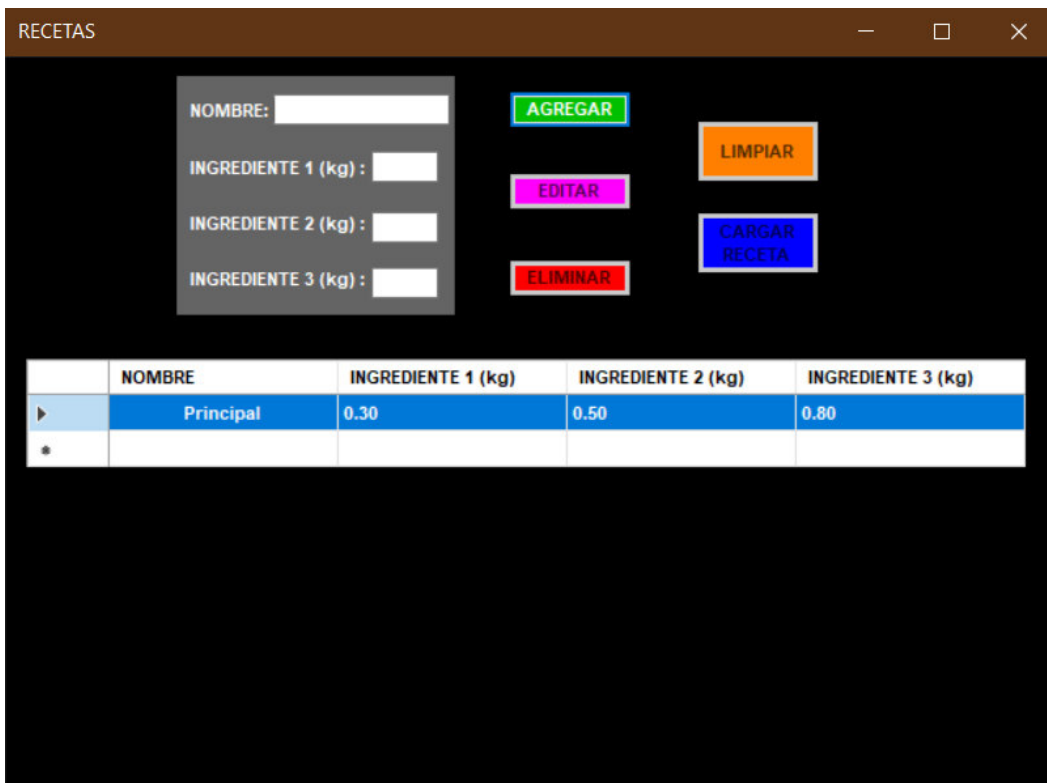 RECETAS
NOMBRE:
AGREGAR
INGREDIENTE 1 (kg) :
LIMPIAR
EDITAR
INGREDIENTE 2 (kg) :
CARGAR
RECETA
INGREDIENTE 3 (kg) :
ELIMINAR
NOMBRE INGREDIENTE 1 (kg) INGREDIENTE 2 (kg) INGREDIENTE 3 (kg)
Principal 0.30 0.50 0.80